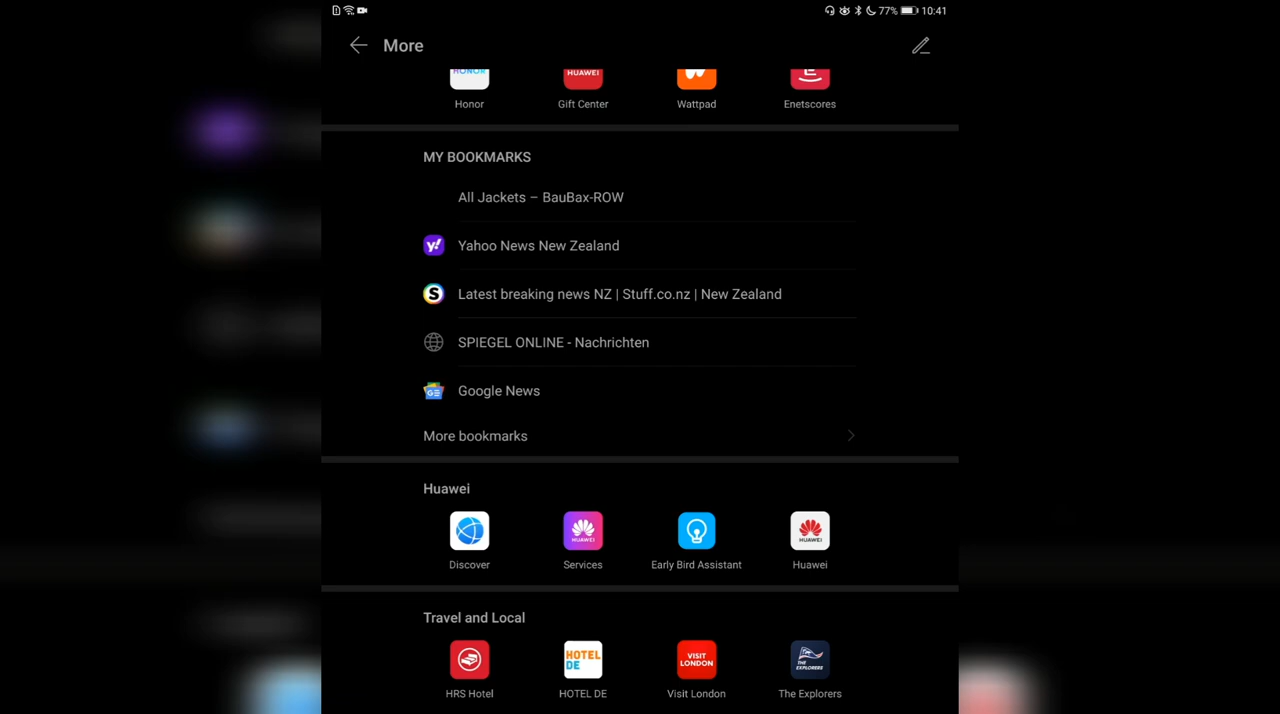 77% 10:41
More
HONOR HUAWEI
Honor Gift Center Wattpad Enetscores
MY BOOKMARKS
All Jackets – BauBax-ROW
y! Yahoo News New Zealand
S Latest breaking news NZ | Stuff.co.nz | New Zealand
SPIEGEL ONLINE - Nachrichten
GE Google News
More bookmarks
Huawei
HUAWEI HUAWEI
Discover Services Early Bird Assistant Huawei
Travel and Local
HOTEL DE VISIT LONDON THE EXPLORERS
HRS Hotel HOTEL DE Visit London The Explorers